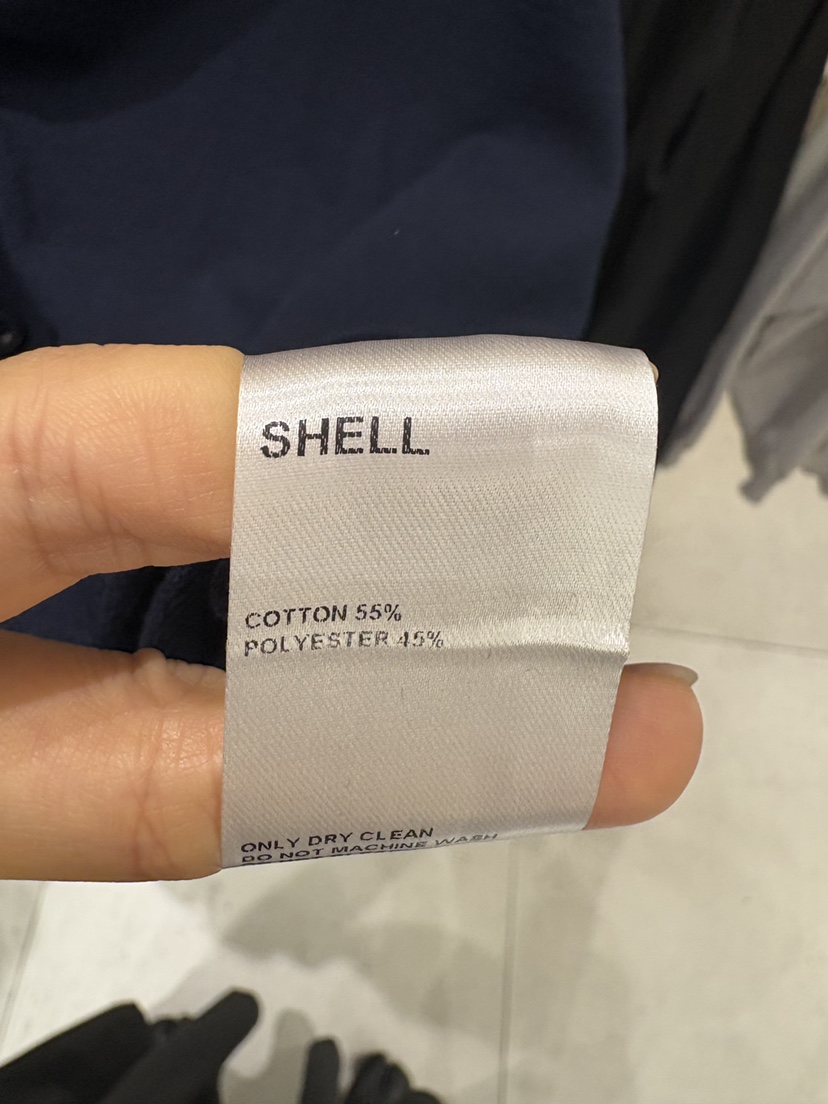 SHELL
COTTON 55%
POLYESTER 45%
ONLY DRY CLEAN
DO NOT MACHINE WASH